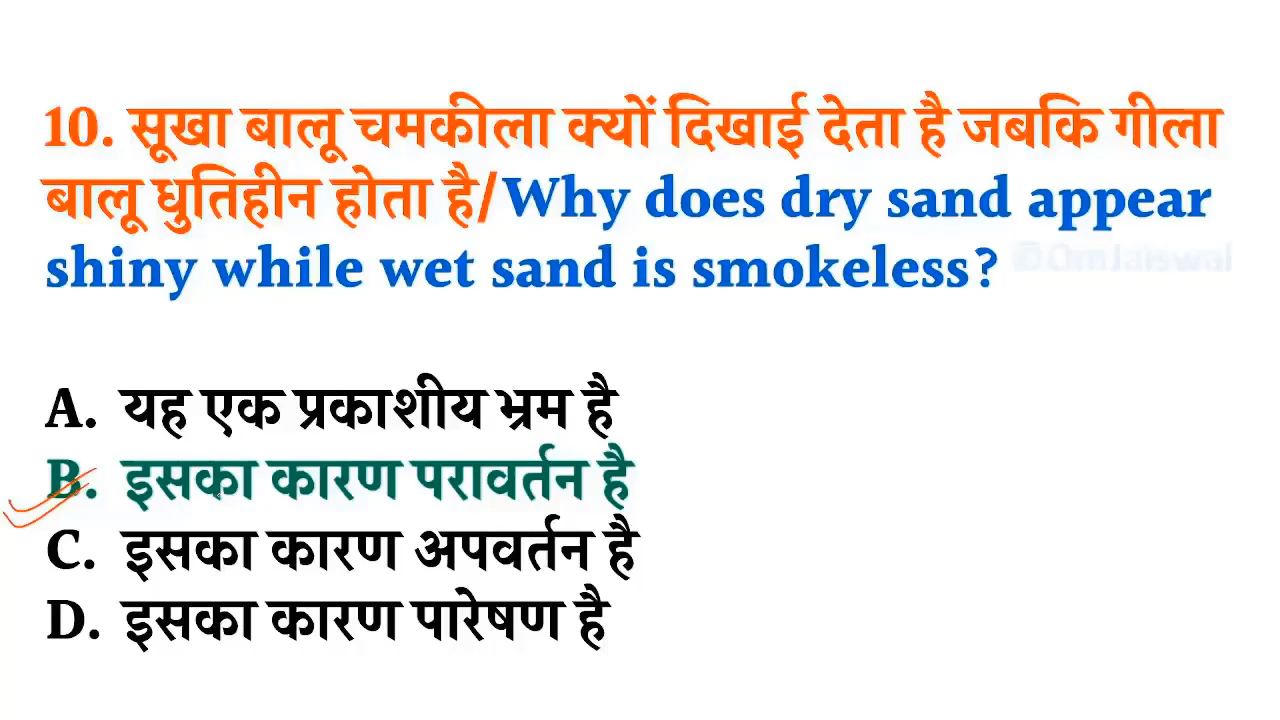 10. सूखा बालू चमकीला क्यों दिखाई देता है जबकि गीला
बालू धुतिहीन होता है/Why does dry sand appear
shiny while wet sand is smokeless?
@OmJaiswal
A. यह एक प्रकाशीय भ्रम है
B. इसका कारण परावर्तन है
C. इसका कारण अपवर्तन है
D. इसका कारण पारेषण है